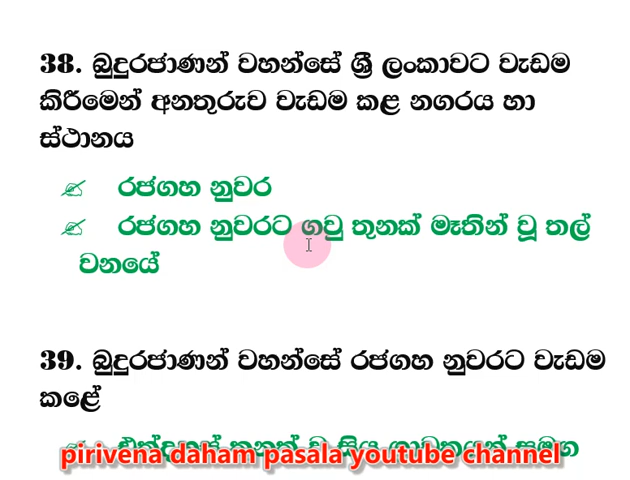 38. බුදුරජාණන් වහන්සේ ශ්‍රී ලංකාවට වැඩම
කිරීමෙන් අනතුරුව වැඩම කළ නගරය හා
ස්ථානය
රජගහ නුවර
රජගහ නුවරට ගවු තුනක් මෑතින් වූ තල්
වනයේ
39. බුදුරජාණන් වහන්සේ රජගහ නුවරට වැඩම
කළේ
pirivena daham pasala youtube channel